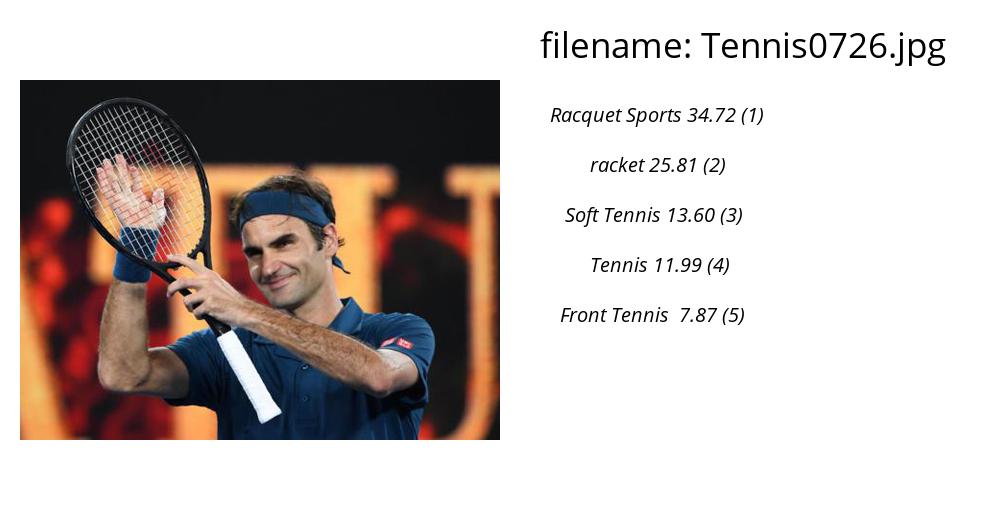 filename: Tennis0726.jpg
Racquet Sports 34.72 (1)
racket 25.81 (2)
Soft Tennis 13.60 (3)
Tennis 11.99 (4)
Front Tennis 7.87 (5)